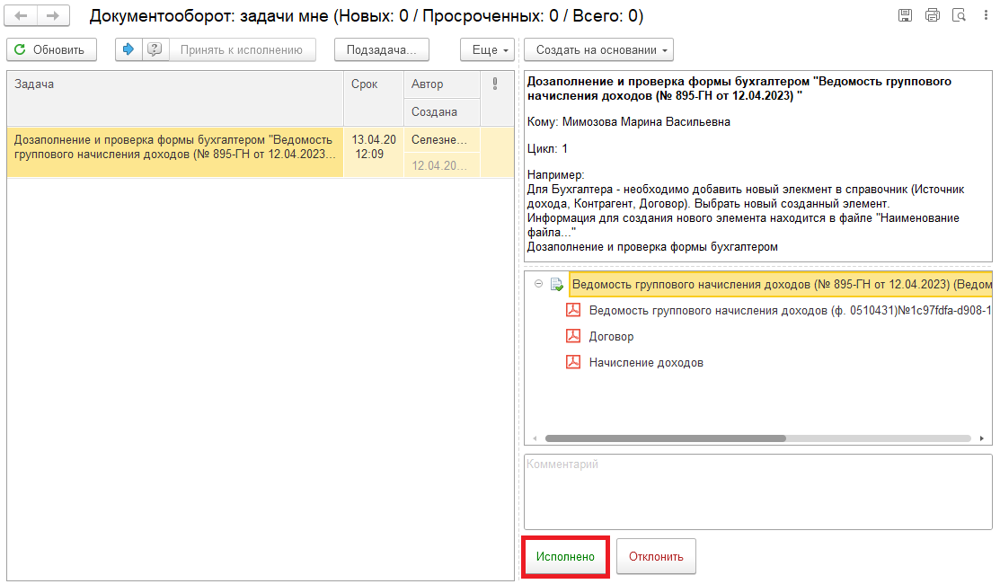 Документооборот: задачи мне (Новых: 0 / Просроченных: 0 / Всего: 0)
Обновить
Принять к исполнению
Подзадача...
Еще
Создать на основании
Задача
Срок
Автор
Создана
Дозаполнение и проверка формы бухгалтером "Ведомость
группового начисления доходов (№ 895-ГН от 12.04.2023...
13.04.20
12:09
Селезне...
12.04.20...
Дозаполнение и проверка формы бухгалтером "Ведомость группового
начисления доходов (№ 895-ГН от 12.04.2023) "
Кому: Мимозова Марина Васильевна
Цикл: 1
Например:
Для Бухгалтера - необходимо добавить новый элекмент в справочник (Источник
дохода, Контрагент, Договор). Выбрать новый созданный элемент.
Информация для создания нового элемента находится в файле "Наименование
файла..."
Дозаполнение и проверка формы бухгалтером
Ведомость группового начисления доходов (№ 895-ГН от 12.04.2023) (Ведом
Ведомость группового начисления доходов (ф. 0510431)№1c97fdfa-d908-1
Договор
Начисление доходов
Комментарий
Исполнено
Отклонить